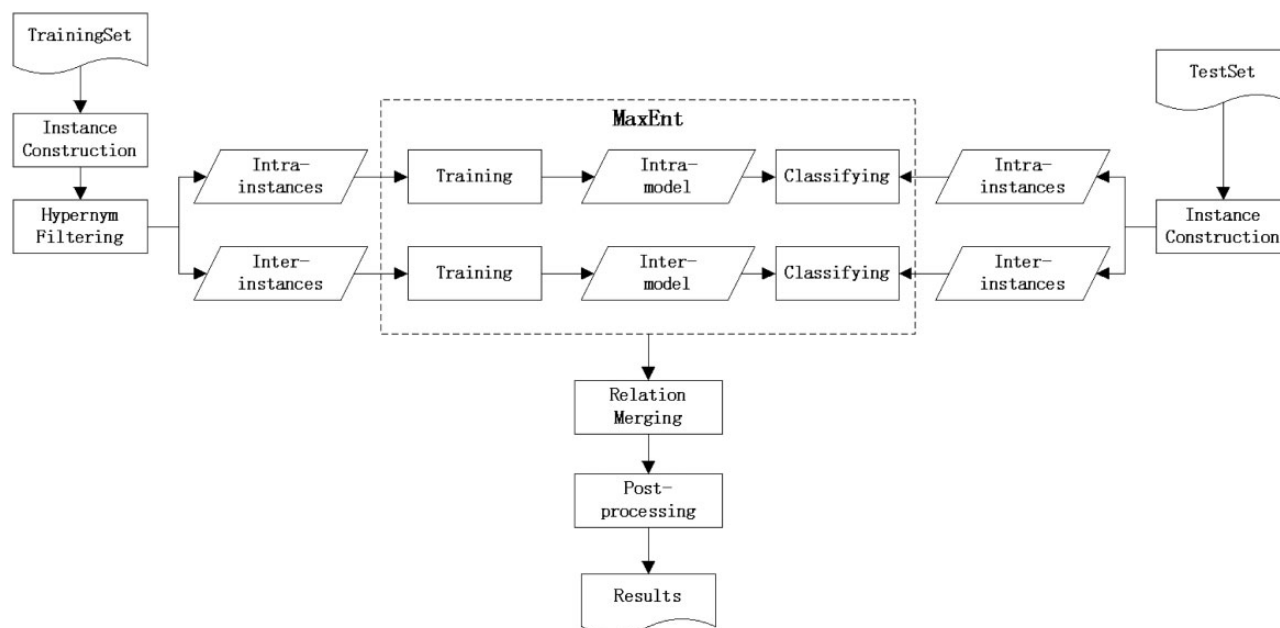 TrainingSet
Instance
Construction
Hypernym
Filtering
Intra-
instances
Inter-
instances
MaxEnt
Training
Intra-
model
Classifying
Training
Inter-
model
Classifying
Intra-
instances
Inter-
instances
TestSet
Instance
Construction
Relation
Merging
Post-
processing
Results